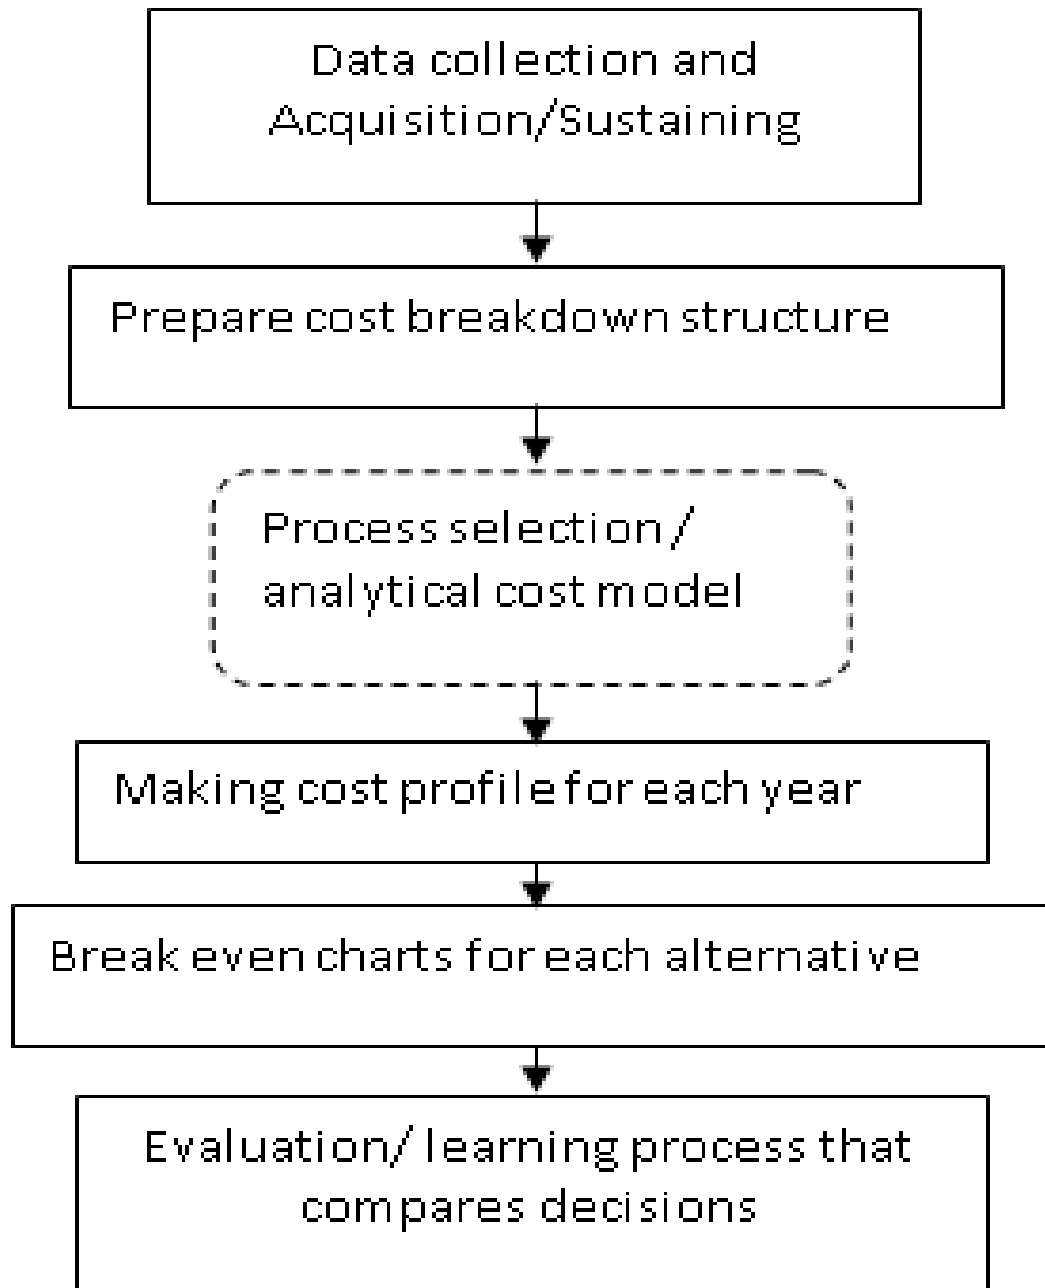 Data collection and
Acquisition/Sustaining
Prepare cost breakdown structure
Process selection /
analytical cost model
Making cost profile for each year
Break even charts for each alternative
Evaluation/ learning process that
compares decisions